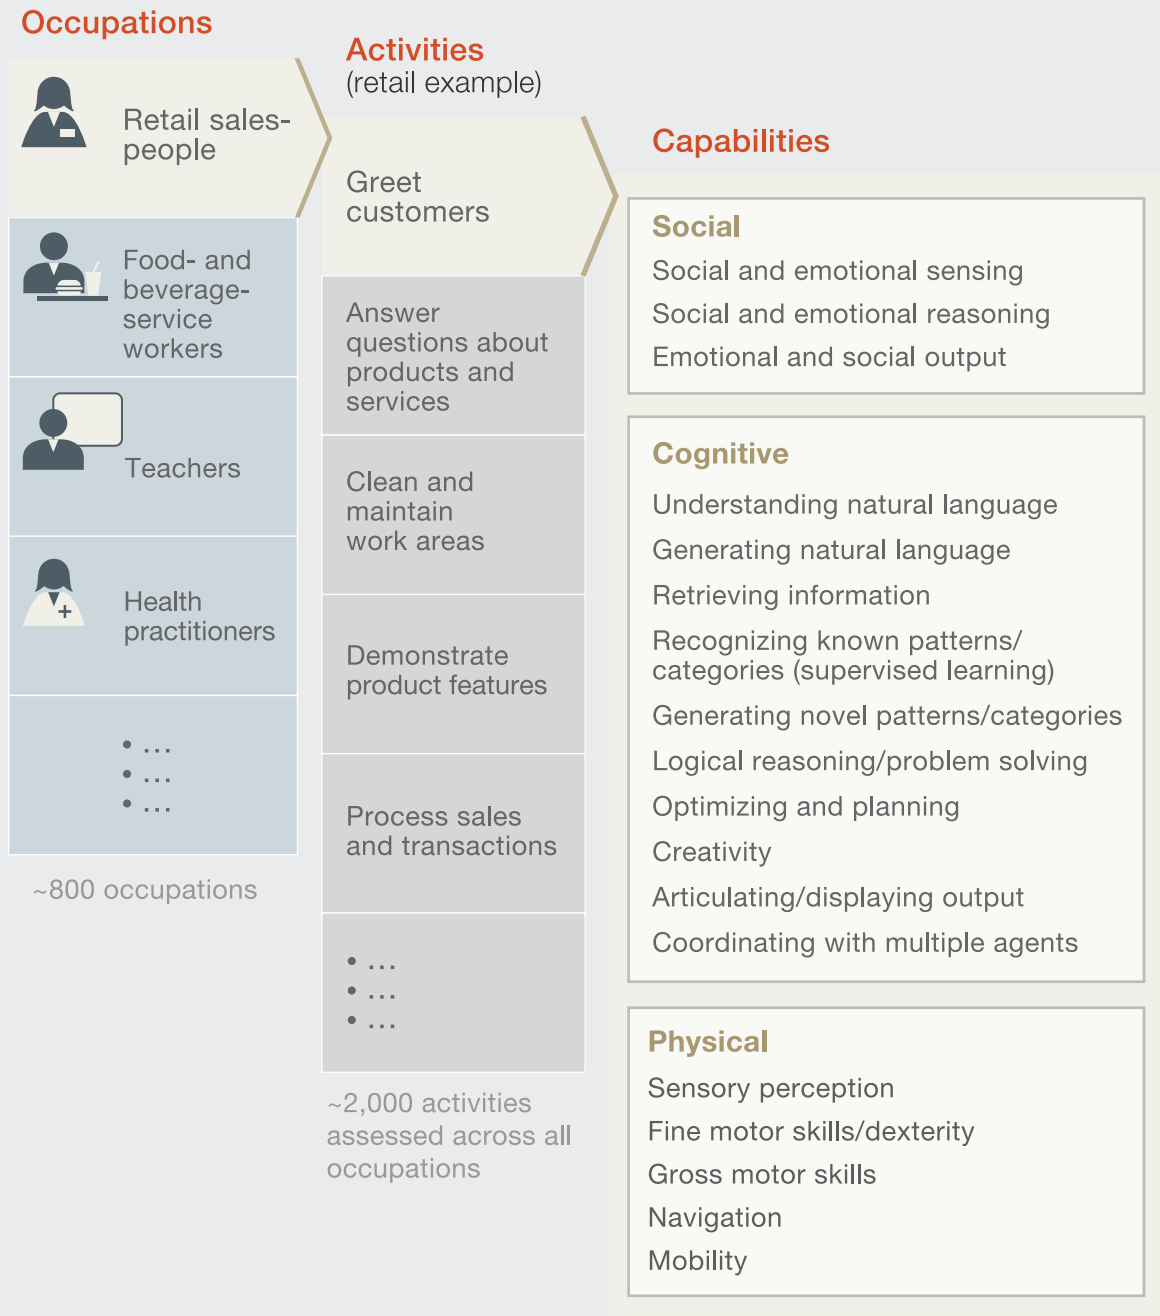 Occupations
Retail sales-
people
Food- and
beverage-
service
workers
Teachers
Health
practitioners
• ...
• ...
• ...
~800 occupations
Activities
(retail example)
Greet
customers
Answer
questions about
products and
services
Clean and
maintain
work areas
Demonstrate
product features
Process sales
and transactions
• ...
• ...
• ...
~2,000 activities
assessed across all
occupations
Capabilities
Social
Social and emotional sensing
Social and emotional reasoning
Emotional and social output
Cognitive
Understanding natural language
Generating natural language
Retrieving information
Recognizing known patterns/
categories (supervised learning)
Generating novel patterns/categories
Logical reasoning/problem solving
Optimizing and planning
Creativity
Articulating/displaying output
Coordinating with multiple agents
Physical
Sensory perception
Fine motor skills/dexterity
Gross motor skills
Navigation
Mobility